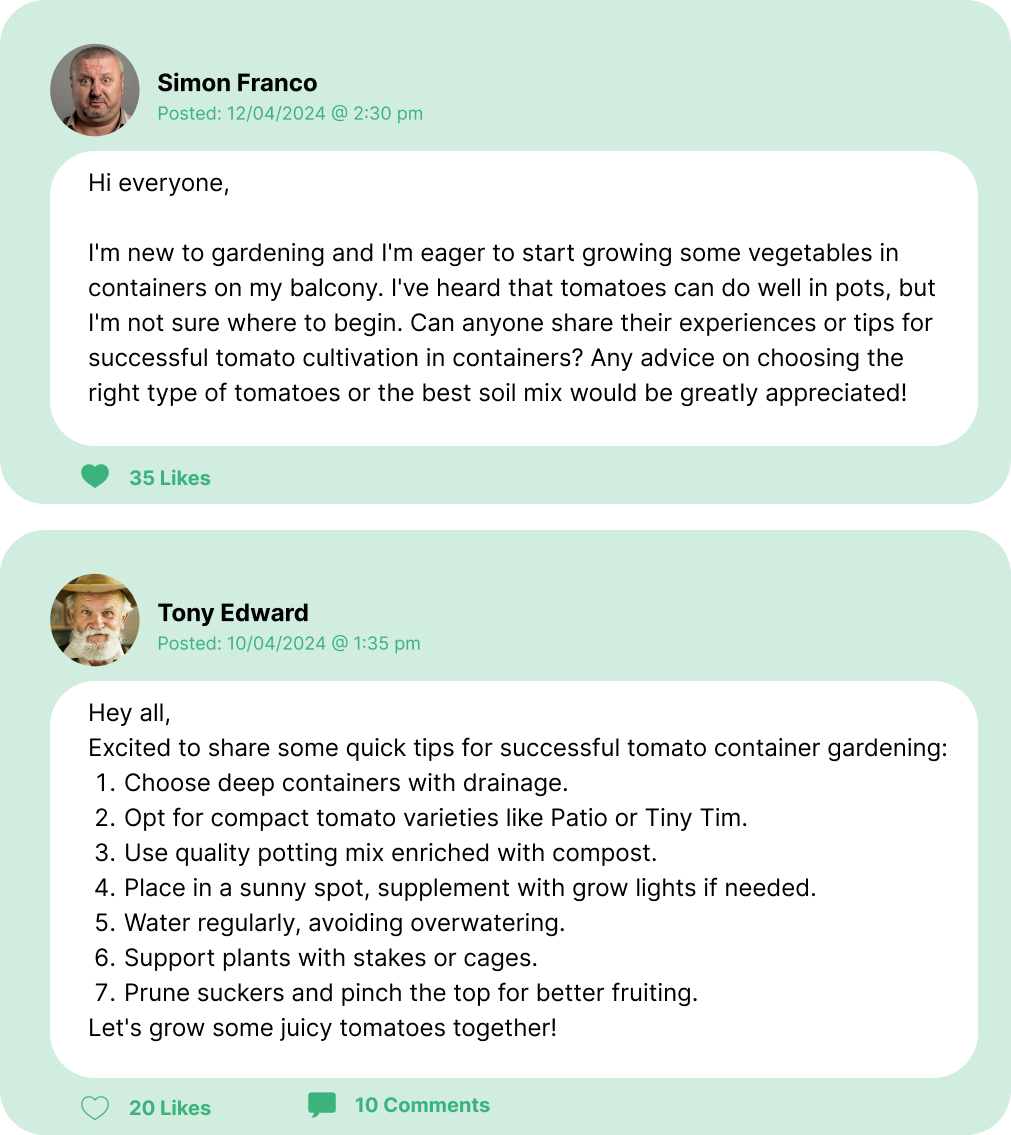 Simon Franco
Posted: 12/04/2024 @ 2:30 pm
Hi everyone,
I'm new to gardening and I'm eager to start growing some vegetables in
containers on my balcony. I've heard that tomatoes can do well in pots, but
I'm not sure where to begin. Can anyone share their experiences or tips for
successful tomato cultivation in containers? Any advice on choosing the
right type of tomatoes or the best soil mix would be greatly appreciated!
35 Likes
Tony Edward
Posted: 10/04/2024 @ 1:35 pm
Hey all,
Excited to share some quick tips for successful tomato container gardening:
1. Choose deep containers with drainage.
2. Opt for compact tomato varieties like Patio or Tiny Tim.
3. Use quality potting mix enriched with compost.
4. Place in a sunny spot, supplement with grow lights if needed.
5. Water regularly, avoiding overwatering.
6. Support plants with stakes or cages.
7. Prune suckers and pinch the top for better fruiting.
Let's grow some juicy tomatoes together!
20 Likes
10 Comments